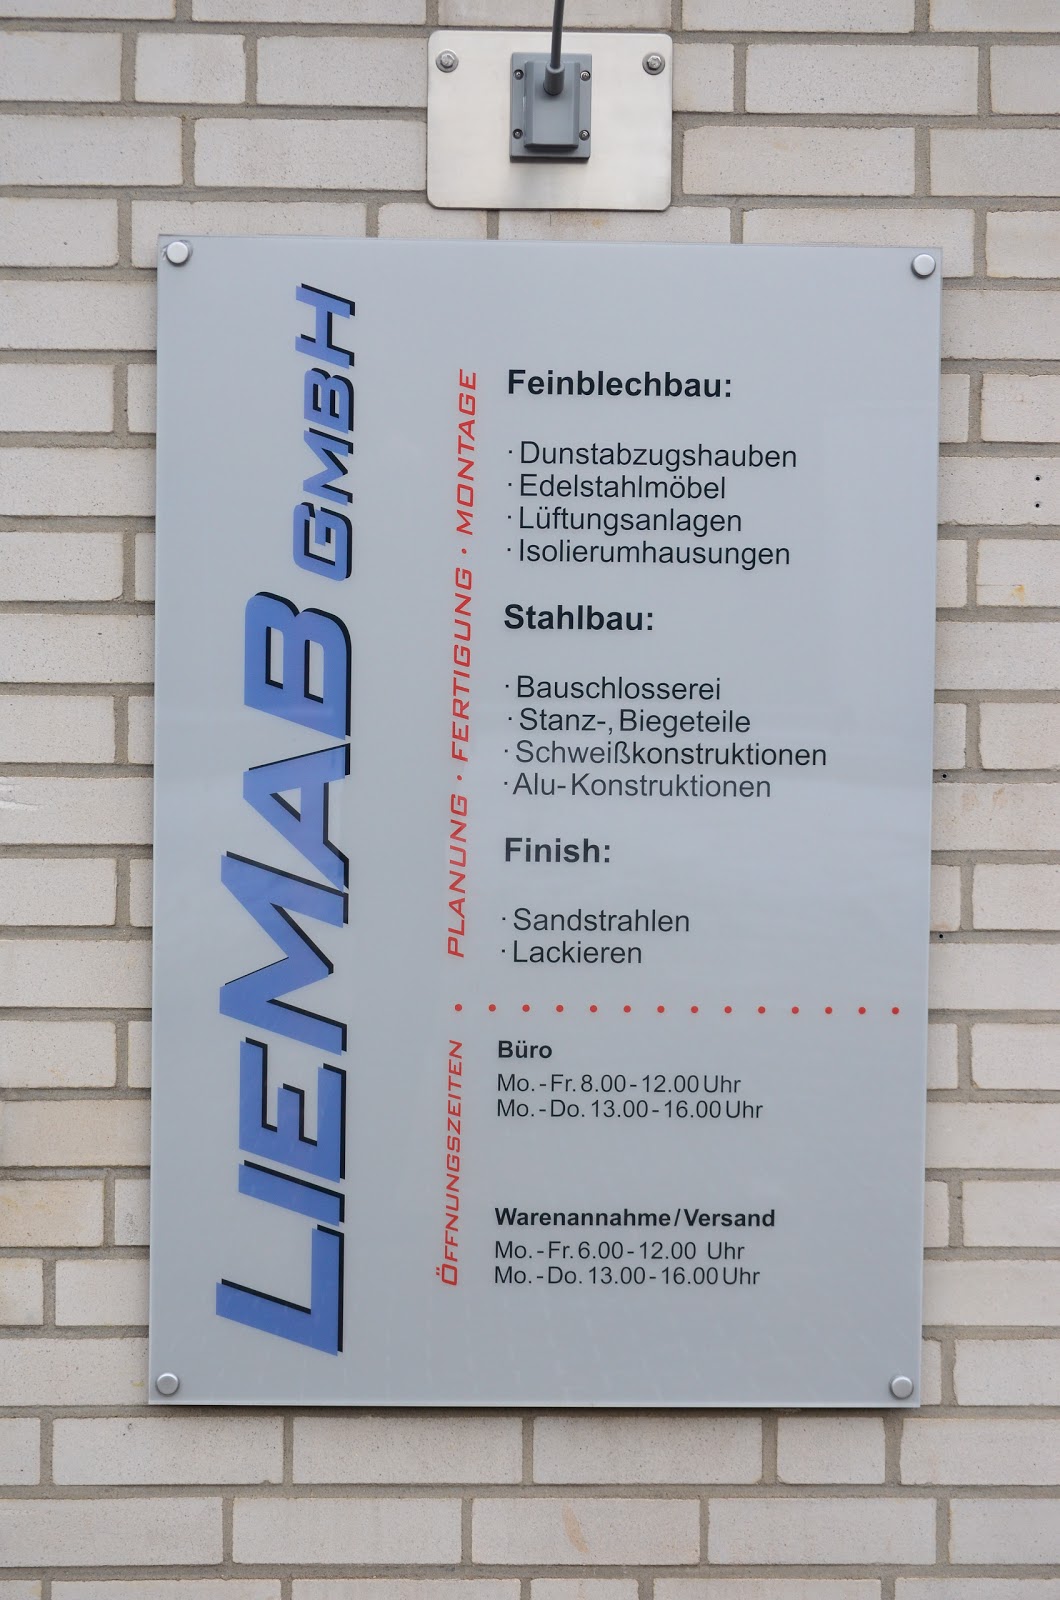 LIEMAB GMBH
PLANUNG · FERTIGUNG · MONTAGE
Feinblechbau:
· Dunstabzugshauben
· Edelstahlmöbel
· Lüftungsanlagen
· Isolierumhausungen
Stahlbau:
· Bauschlosserei
· Stanz-, Biegeteile
· Schweißkonstruktionen
· Alu-Konstruktionen
Finish:
· Sandstrahlen
· Lackieren
ÖFFNUNGSZEITEN
Büro
Mo.-Fr. 8.00-12.00 Uhr
Mo.-Do. 13.00-16.00 Uhr
Warenannahme/Versand
Mo.-Fr. 6.00-12.00 Uhr
Mo.-Do. 13.00-16.00 Uhr